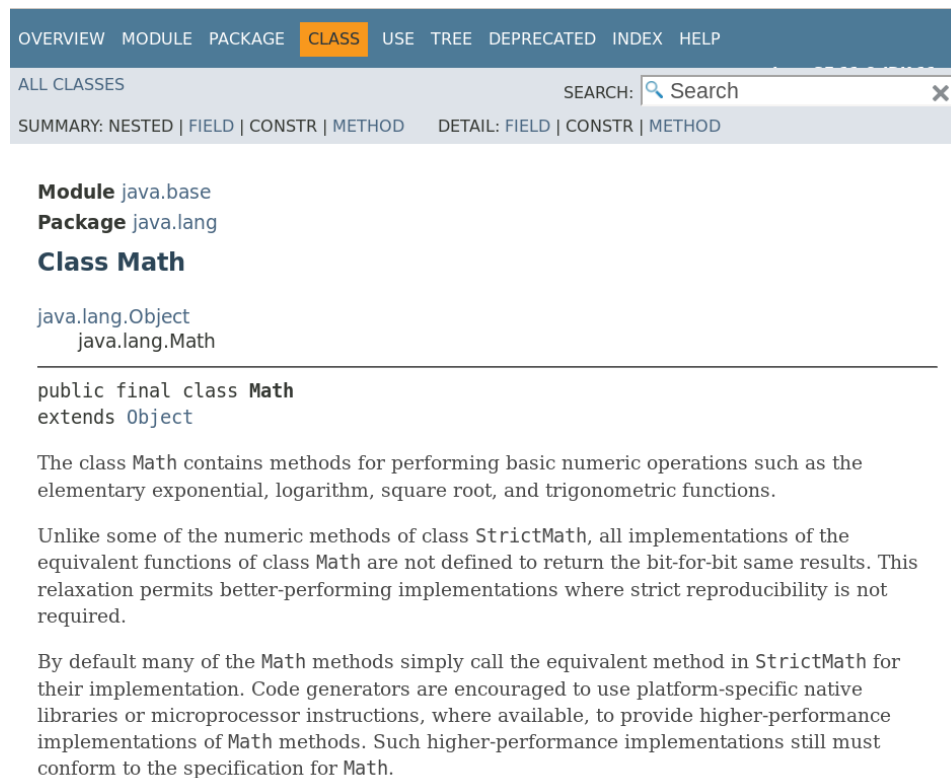 OVERVIEW MODULE PACKAGE CLASS USE TREE DEPRECATED INDEX HELP
ALL CLASSES
SEARCH: Search
SUMMARY: NESTED | FIELD | CONSTR | METHOD DETAIL: FIELD | CONSTR | METHOD
Module java.base
Package java.lang
Class Math
java.lang.Object
java.lang.Math
public final class Math
extends Object
The class Math contains methods for performing basic numeric operations such as the
elementary exponential, logarithm, square root, and trigonometric functions.
Unlike some of the numeric methods of class StrictMath, all implementations of the
equivalent functions of class Math are not defined to return the bit-for-bit same results. This
relaxation permits better-performing implementations where strict reproducibility is not
required.
By default many of the Math methods simply call the equivalent method in StrictMath for
their implementation. Code generators are encouraged to use platform-specific native
libraries or microprocessor instructions, where available, to provide higher-performance
implementations of Math methods. Such higher-performance implementations still must
conform to the specification for Math.